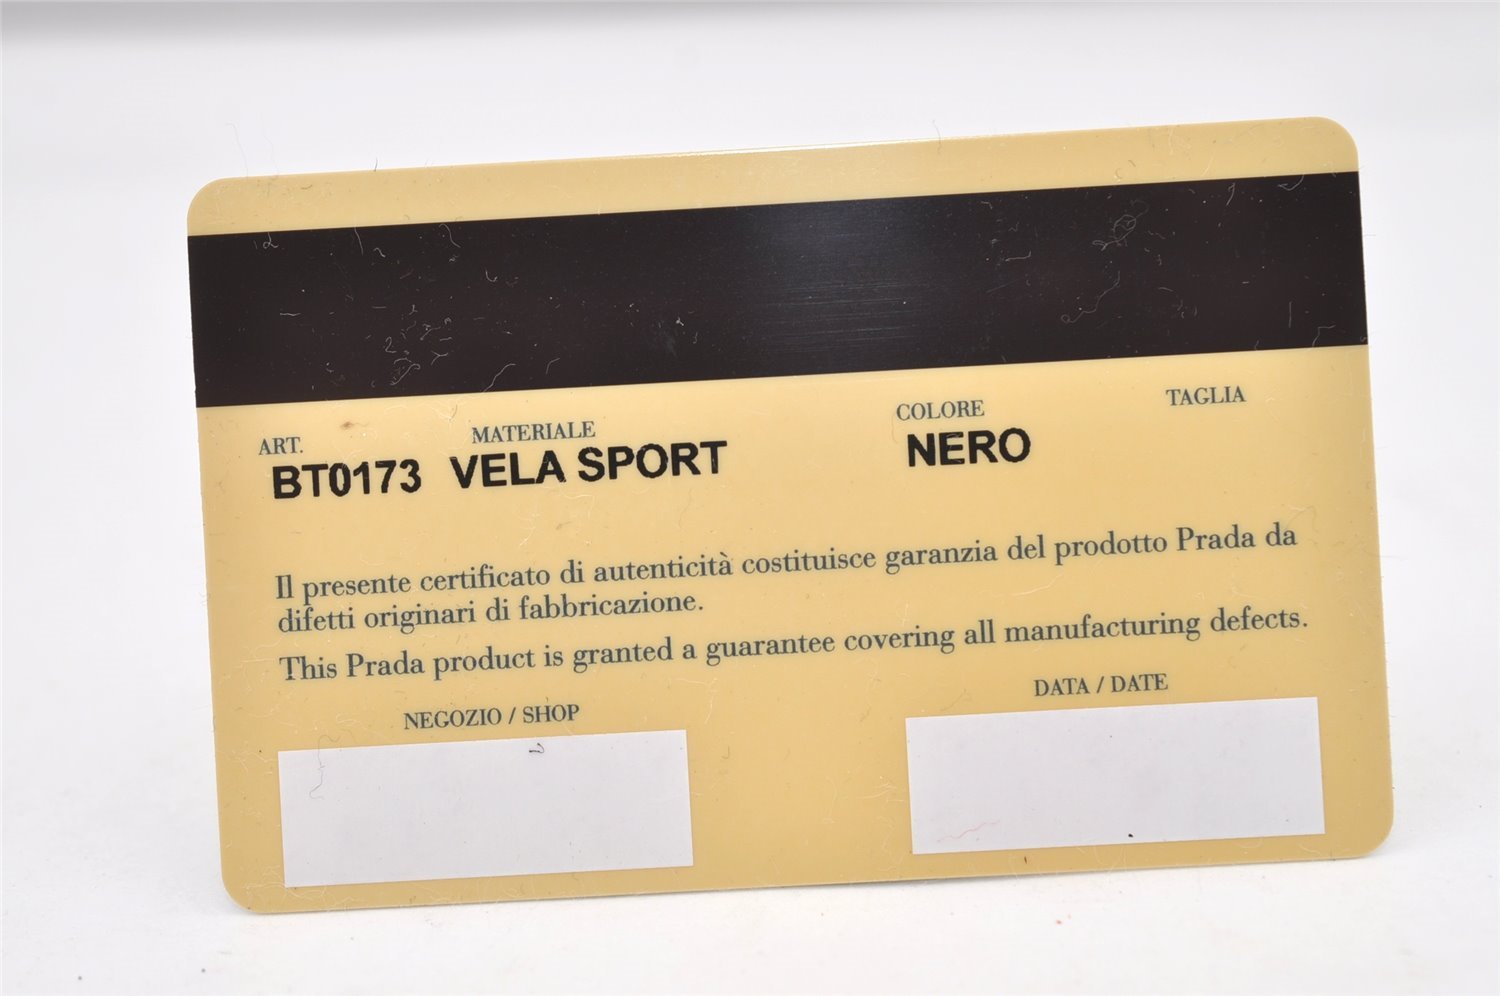 ART. MATERIALE COLORE TAGLIA
BT0173 VELA SPORT NERO
Il presente certificato di autenticità costituisce garanzia del prodotto Prada da
difetti originari di fabbricazione.
This Prada product is granted a guarantee covering all manufacturing defects.
NEGOZIO / SHOP DATA / DATE